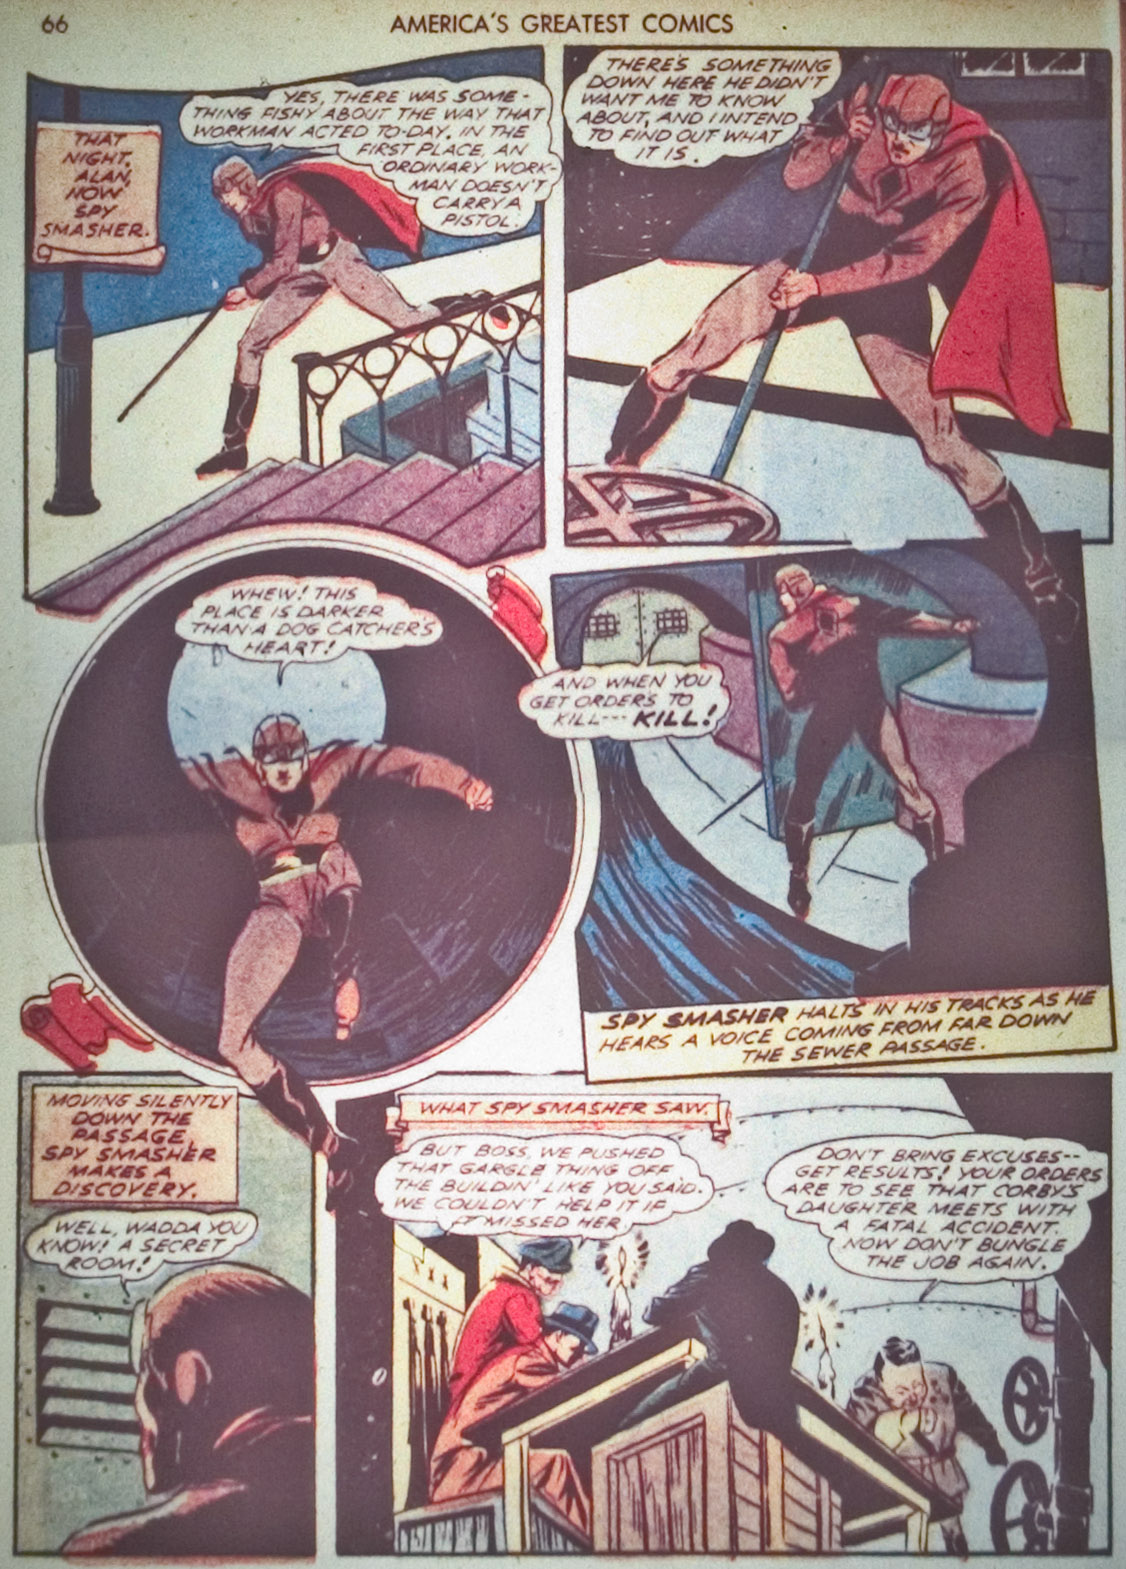 66
AMERICA'S GREATEST COMICS
THAT
NIGHT,
ALAN,
NOW
SPY
SMASHER.
YES, THERE WAS SOME-
THING FISHY ABOUT THE WAY THAT
WORKMAN ACTED TO-DAY. IN THE
FIRST PLACE, AN
ORDINARY WORK-
MAN DOESN'T
CARRY A
PISTOL.
THERE'S SOMETHING
DOWN HERE HE DIDN'T
WANT ME TO KNOW
ABOUT, AND I INTEND
TO FIND OUT WHAT
IT IS.
WHEW! THIS
PLACE IS DARKER
THAN A DOG CATCHER'S
HEART!
AND WHEN YOU
GET ORDERS TO
KILL--- KILL!
SPY SMASHER HALTS IN HIS TRACKS AS HE
HEARS A VOICE COMING FROM FAR DOWN
THE SEWER PASSAGE.
MOVING SILENTLY
DOWN THE
PASSAGE,
SPY SMASHER
MAKES A
DISCOVERY.
WELL, WADDA YOU
KNOW! A SECRET
ROOM!
WHAT SPY SMASHER SAW.
BUT BOSS, WE PUSHED
THAT GARGLE THING OFF
THE BUILDIN' LIKE YOU SAID.
WE COULDN'T HELP IT IF
IT MISSED HER.
DON'T BRING EXCUSES--
GET RESULTS! YOUR ORDERS
ARE TO SEE THAT CORBY'S
DAUGHTER MEETS WITH
A FATAL ACCIDENT.
NOW DON'T BUNGLE
THE JOB AGAIN.